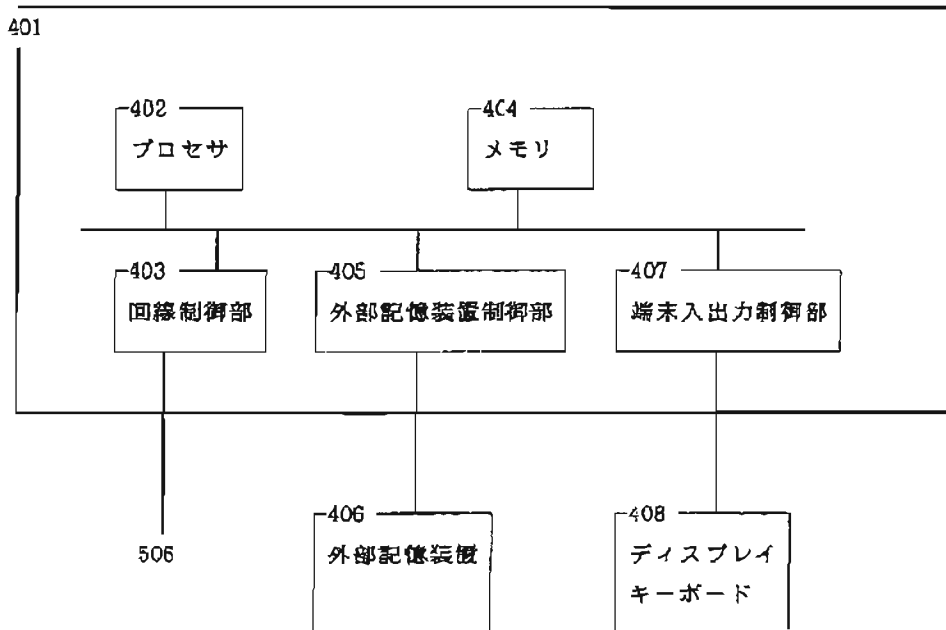 401
402
プロセサ
404
メモリ
403
回線制御部
405
外部記憶装置制御部
407
端末入出力制御部
506
406
外部記憶装置
408
ディスプレイ
キーボード